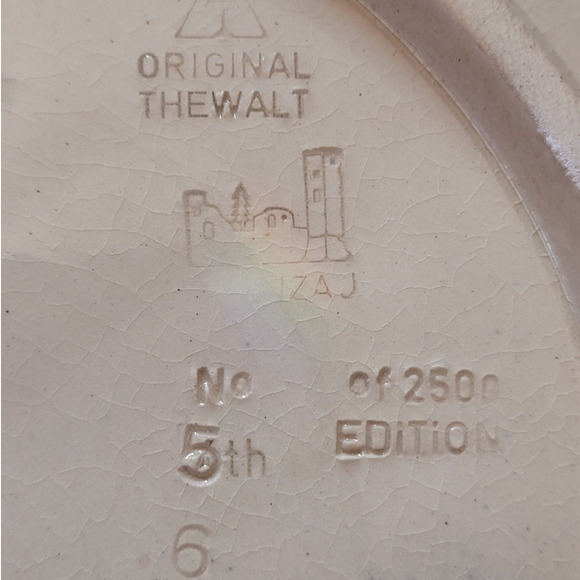 ORIGINAL
THEWALT
IZAJ
No of 2500
5th EDiTiON
6